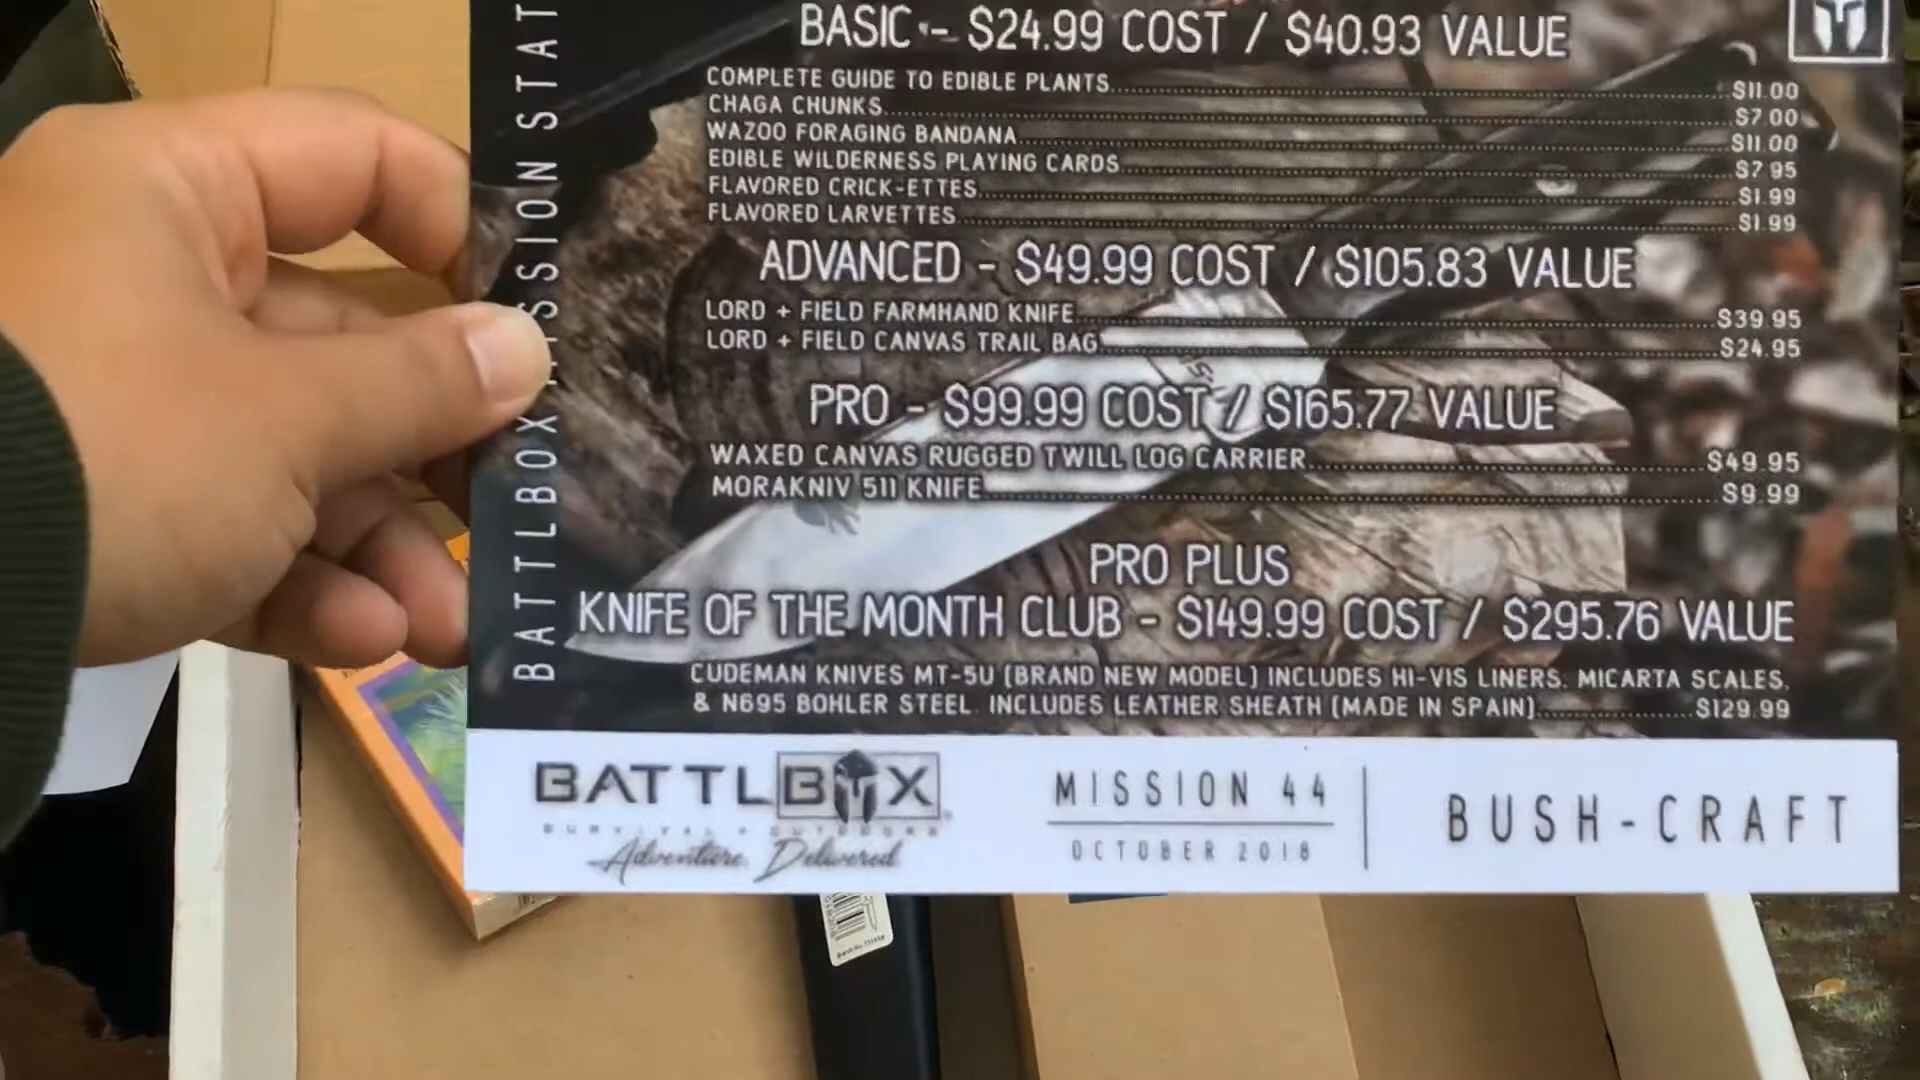 BATTLBOX MISSION STAT
BASIC - $24.99 COST / $40.93 VALUE
COMPLETE GUIDE TO EDIBLE PLANTS $11.00
CHAGA CHUNKS $7.00
WAZOO FORAGING BANDANA $11.00
EDIBLE WILDERNESS PLAYING CARDS $7.95
FLAVORED CRICK-ETTES $1.99
FLAVORED LARVETTES $1.99
ADVANCED - $49.99 COST / $105.83 VALUE
LORD + FIELD FARMHAND KNIFE $39.95
LORD + FIELD CANVAS TRAIL BAG $24.95
PRO - $99.99 COST / $165.77 VALUE
WAXED CANVAS RUGGED TWILL LOG CARRIER $49.95
MORAKNIV 511 KNIFE $9.99
PRO PLUS
KNIFE OF THE MONTH CLUB - $149.99 COST / $295.76 VALUE
CUDEMAN KNIVES MT-5U (BRAND NEW MODEL) INCLUDES HI-VIS LINERS, MICARTA SCALES,
& N695 BOHLER STEEL. INCLUDES LEATHER SHEATH (MADE IN SPAIN) $129.99
BATTLBOX
SURVIVAL + OUTDOORS
Adventure. Delivered
MISSION 44
OCTOBER 2018
BUSH-CRAFT